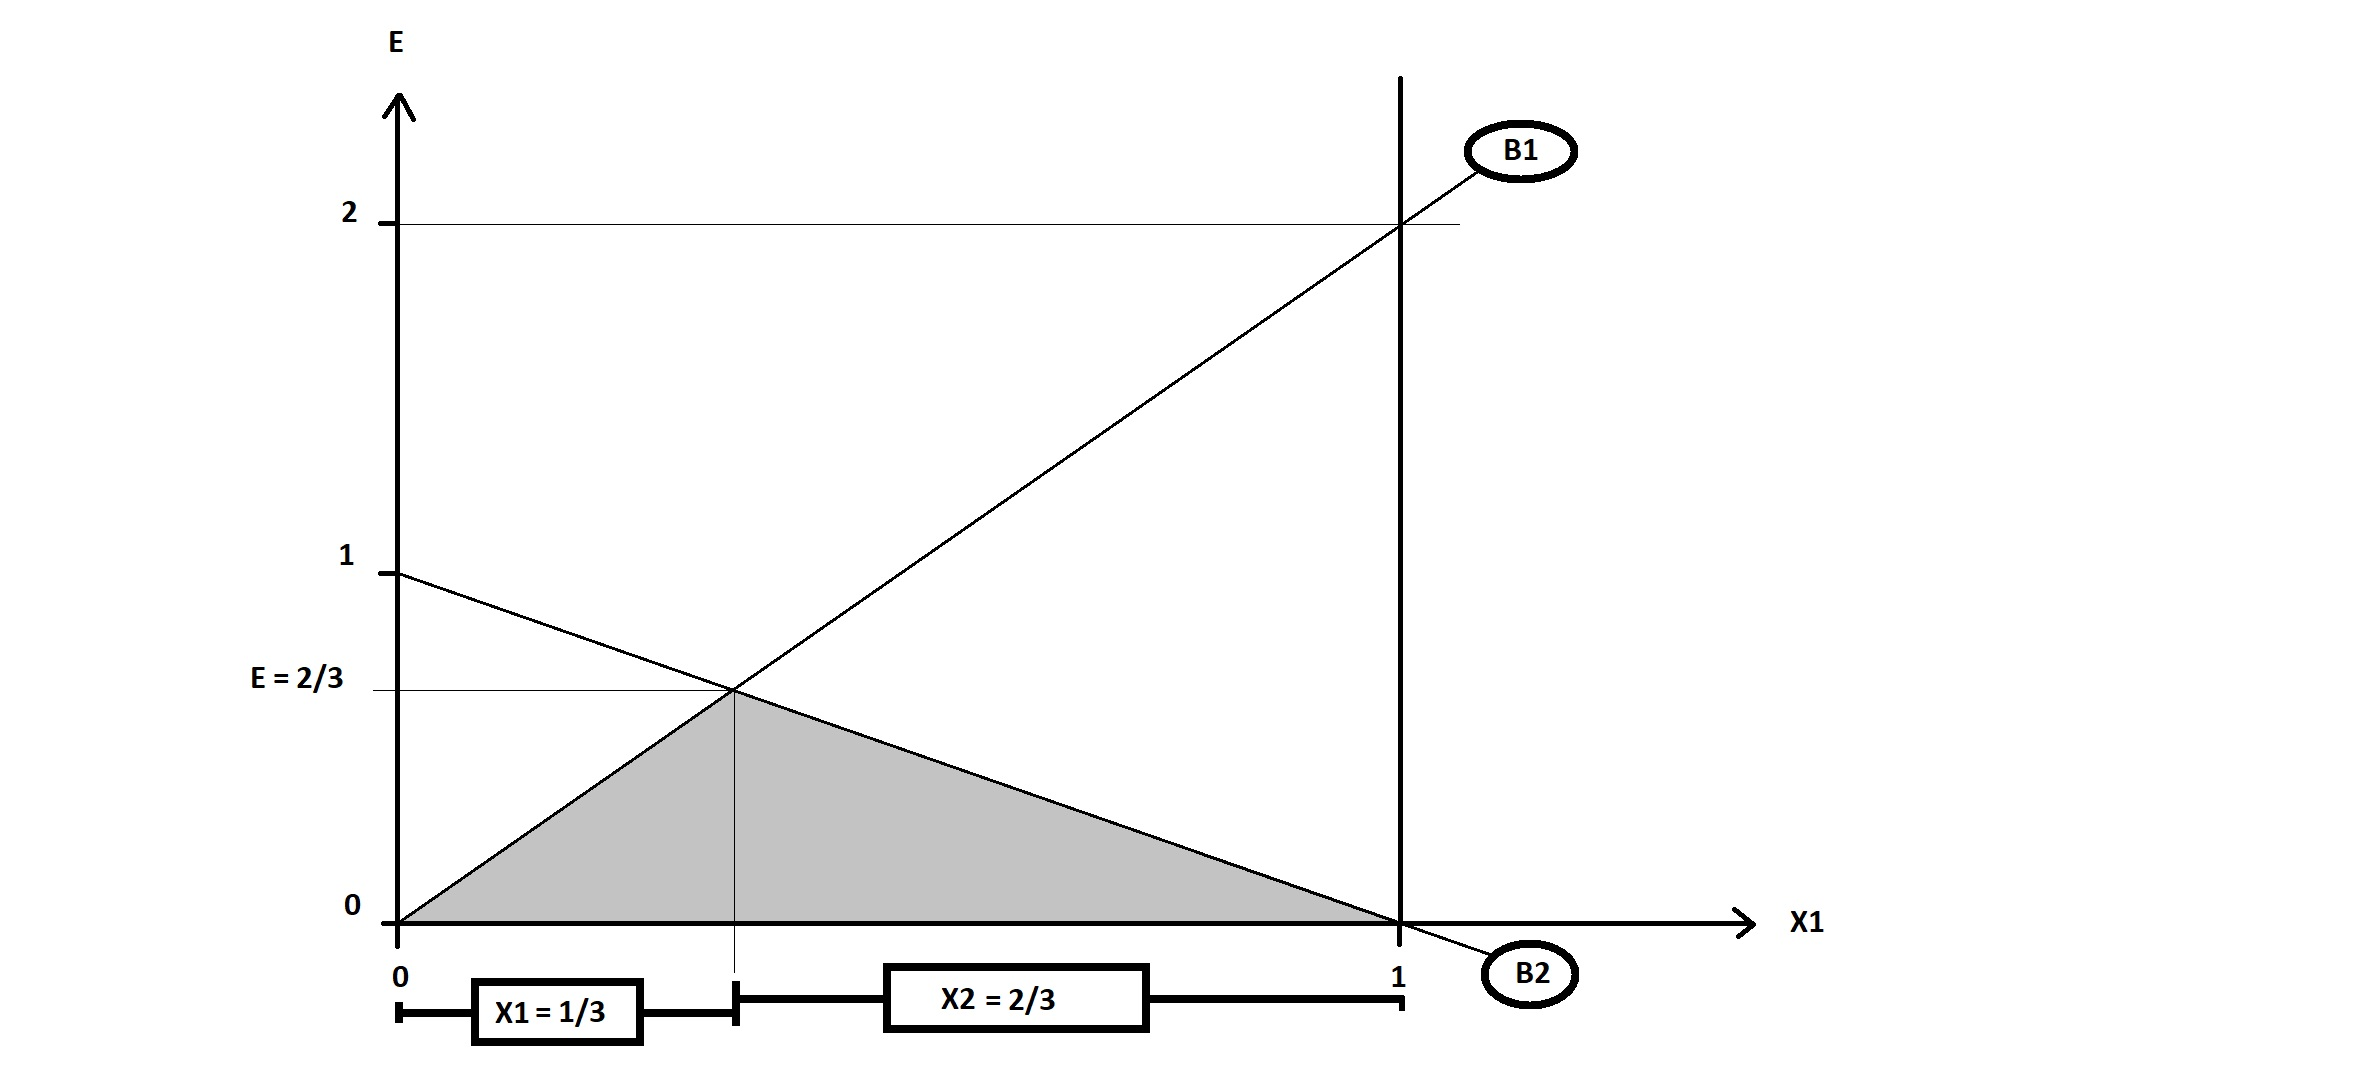 E
B1
2
1
E = 2/3
0
X1
0
1
B2
X1 = 1/3
X2 = 2/3